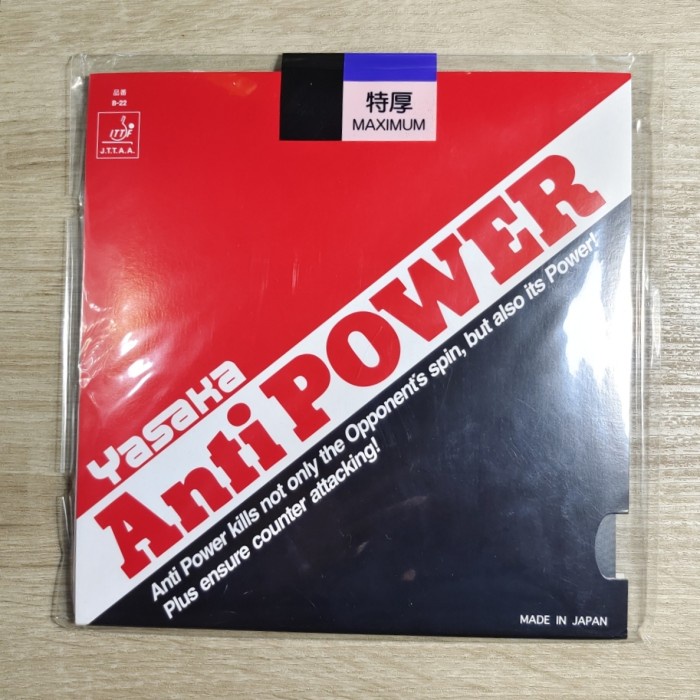 特厚
MAXIMUM
品番
B-22
ITTF
J.T.T.A.A.
Yasaka
Anti POWER
Anti Power kills not only the Opponent's spin, but also its Power!
Plus ensure counter attacking!
MADE IN JAPAN